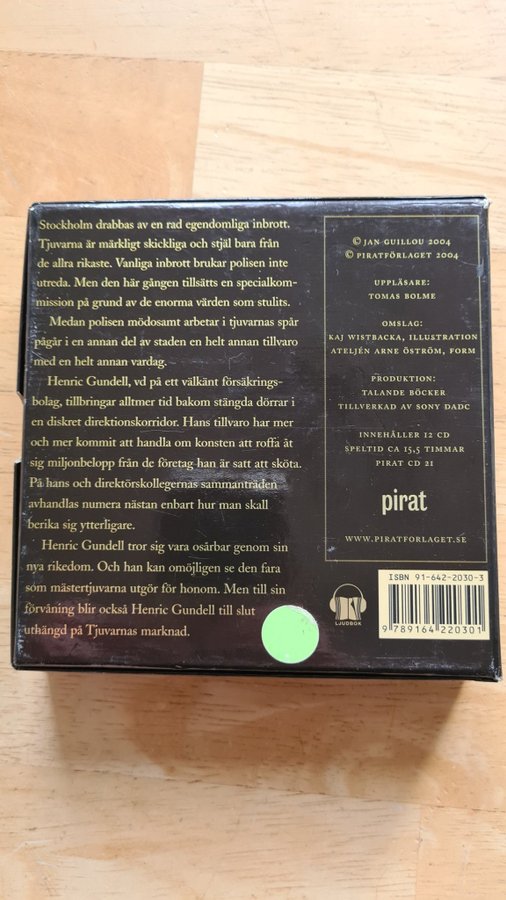 Stockholm drabbas av en rad egendomliga inbrott.
Tjuvarna är märkligt skickliga och stjäl bara från
de allra rikaste. Vanliga inbrott brukar polisen inte
utreda. Men den här gången tillsätts en specialkom-
mission på grund av de enorma värden som stulits.
Medan polisen mödosamt arbetar i tjuvarnas spår
pågår i en annan del av staden en helt annan tillvaro
med en helt annan vardag.
Henric Gundell, vd på ett välkänt försäkrings-
bolag, tillbringar alltmer tid bakom stängda dörrar i
en diskret direktionskorridor. Hans tillvaro har mer
och mer kommit att handla om konsten att roffa åt
sig miljonbelopp från de företag han är satt att sköta.
På hans och direktörskollegernas sammanträden
avhandlas numera nästan enbart hur man skall
berika sig ytterligare.
Henric Gundell tror sig vara osårbar genom sin
nya rikedom. Och han kan omöjligen se den fara
som mästertjuvarna utgör för honom. Men till sin
förvåning blir också Henric Gundell till slut
uthängd på Tjuvarnas marknad.
© JAN GUILLOU 2004
© PIRATFÖRLAGET 2004
UPPLÄSARE:
TOMAS BOLME
OMSLAG:
KAJ WISTBACKA, ILLUSTRATION
ATELJÉN ARNE ÖSTRÖM, FORM
PRODUKTION:
TALANDE BÖCKER
TILLVERKAD AV SONY DADC
INNEHÅLLER 12 CD
SPELTID CA 15,5 TIMMAR
PIRAT CD 21
pirat
WWW.PIRATFORLAGET.SE
LJUDBOK
ISBN 91-642-2030-3
9 789164 220301